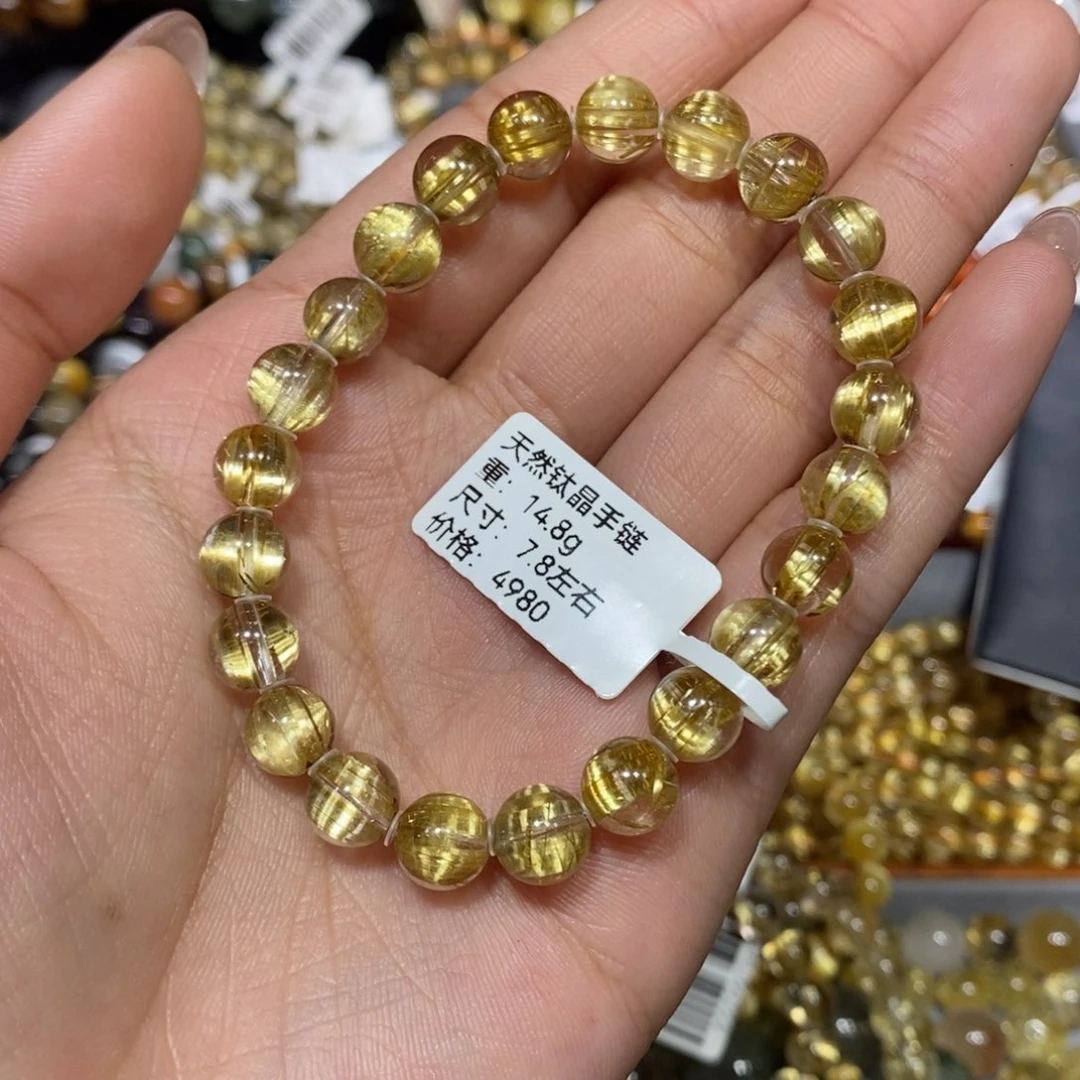 天然钛晶手链
重: 14.8g
尺寸: 7.8左右
价格: 4980